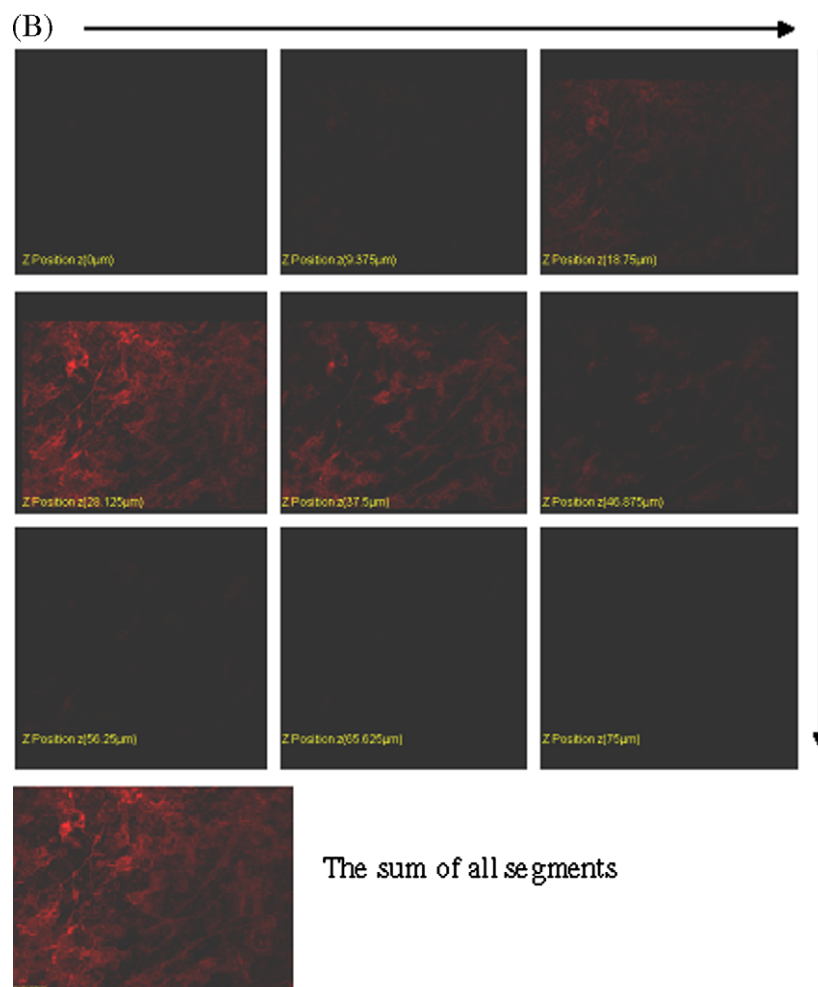 (B)
Z Position z(0µm)
Z Position z(9.375µm)
Z Position z(18.75µm)
Z Position z(28.125µm)
Z Position z(37.5µm)
Z Position z(46.875µm)
Z Position z(56.25µm)
Z Position z(65.625µm)
Z Position z(75µm)
The sum of all segments